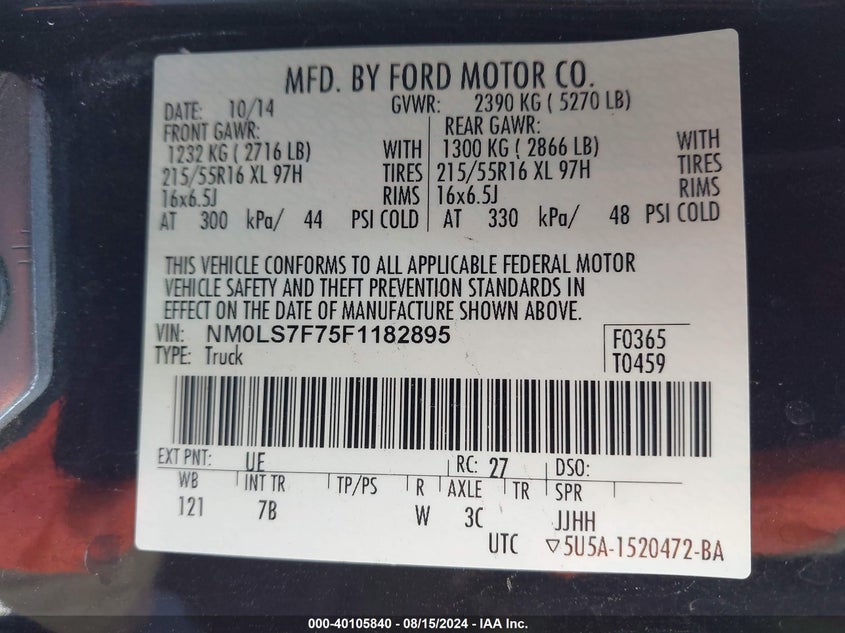 MFD. BY FORD MOTOR CO.
DATE: 10/14 GVWR: 2390 KG ( 5270 LB)
FRONT GAWR: REAR GAWR:
1232 KG ( 2716 LB) WITH 1300 KG ( 2866 LB) WITH
215/55R16 XL 97H TIRES 215/55R16 XL 97H TIRES
16x6.5J RIMS 16x6.5J RIMS
AT 300 kPa/ 44 PSI COLD AT 330 kPa/ 48 PSI COLD
THIS VEHICLE CONFORMS TO ALL APPLICABLE FEDERAL MOTOR
VEHICLE SAFETY AND THEFT PREVENTION STANDARDS IN
EFFECT ON THE DATE OF MANUFACTURE SHOWN ABOVE.
VIN: NM0LS7F75F1182895 F0365
TYPE: Truck T0459
EXT PNT: UE RC: 27 DSO:
WB INT TR TP/PS R AXLE TR SPR
121 7B W 3C JJHH
UTC ▽5U5A-1520472-BA
000-40105840 - 08/15/2024 - IAA Inc.